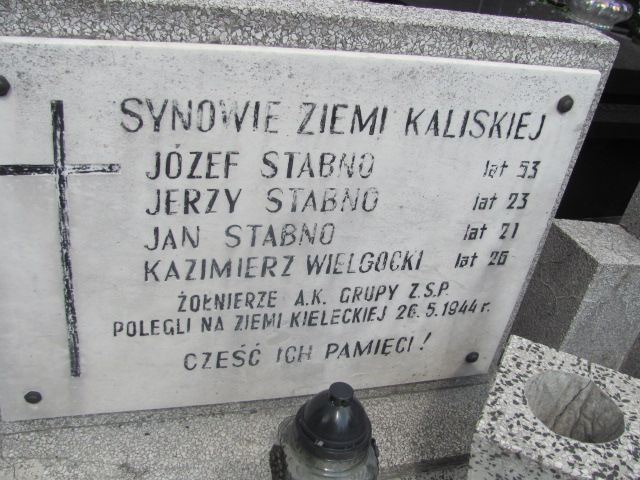 SYNOWIE ZIEMI KALISKIEJ
JÓZEF STABNO lat 53
JERZY STABNO lat 23
JAN STABNO lat 21
KAZIMIERZ WIELGOCKI lat 26
ŻOŁNIERZE A.K. GRUPY Z.S.P.
POLEGLI NA ZIEMI KIELECKIEJ 26.5.1944 r.
CZEŚĆ ICH PAMIĘCI!